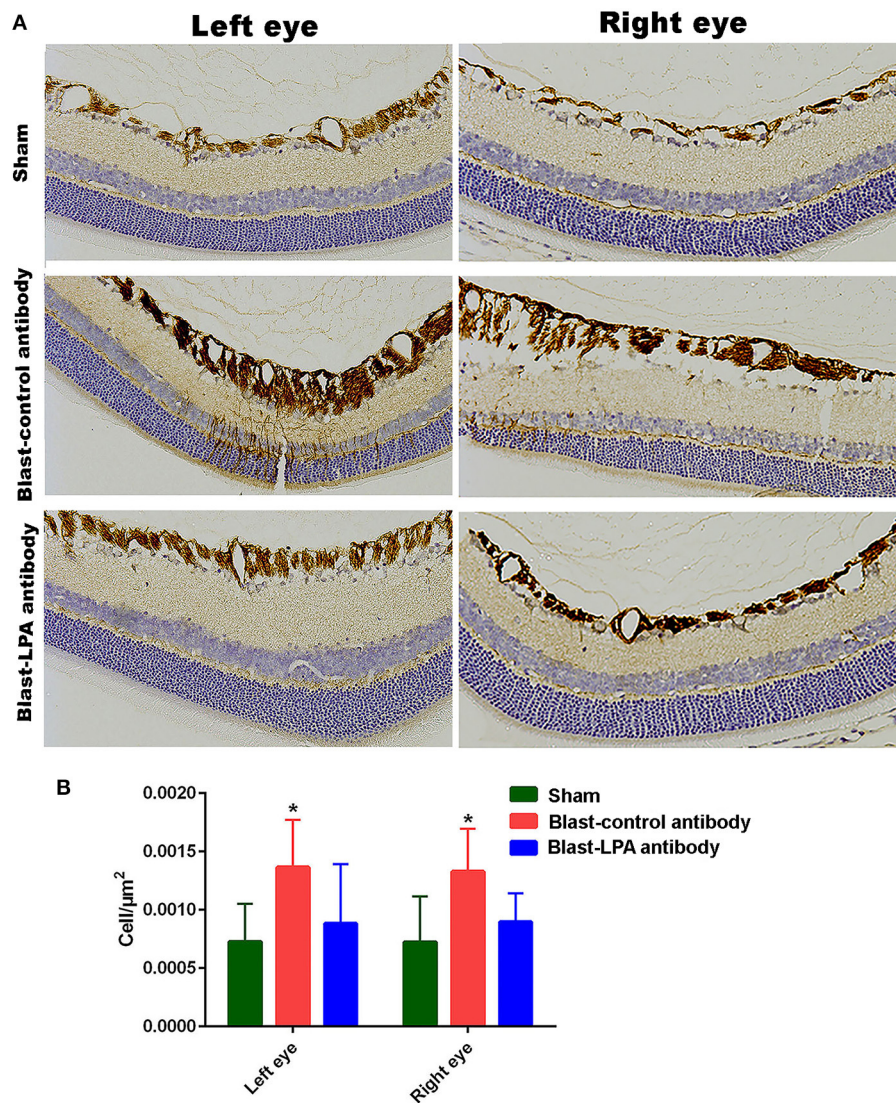 A
Left eye
Right eye
Sham
Blast-control antibody
Blast-LPA antibody
B
0.0020
0.0015
0.0010
0.0005
0.0000
Cell/μm²
*
*
Sham
Blast-control antibody
Blast-LPA antibody
Left eye
Right eye